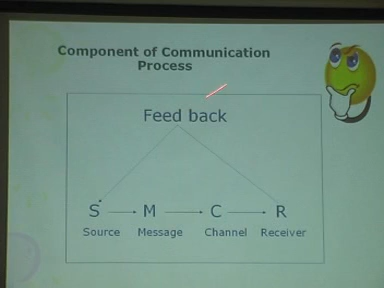 Component of Communication
Process
Feed back
S M C R
Source Message Channel Receiver